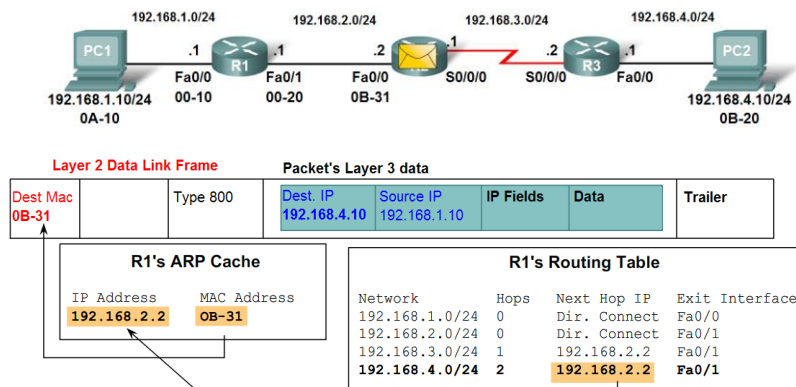 192.168.1.0/24 192.168.2.0/24 192.168.3.0/24 192.168.4.0/24
PC1 .1 R1 .1 .2 .1 .2 R3 .1 PC2
Fa0/0 Fa0/1 Fa0/0 S0/0/0 S0/0/0 Fa0/0
192.168.1.10/24 00-10 00-20 0B-31 192.168.4.10/24
0A-10 0B-20
Layer 2 Data Link Frame Packet's Layer 3 data
Dest Mac Type 800 Dest. IP Source IP IP Fields Data Trailer
0B-31 192.168.4.10 192.168.1.10
R1's ARP Cache
IP Address MAC Address
192.168.2.2 OB-31
R1's Routing Table
Network Hops Next Hop IP Exit Interface
192.168.1.0/24 0 Dir. Connect Fa0/0
192.168.2.0/24 0 Dir. Connect Fa0/1
192.168.3.0/24 1 192.168.2.2 Fa0/1
192.168.4.0/24 2 192.168.2.2 Fa0/1